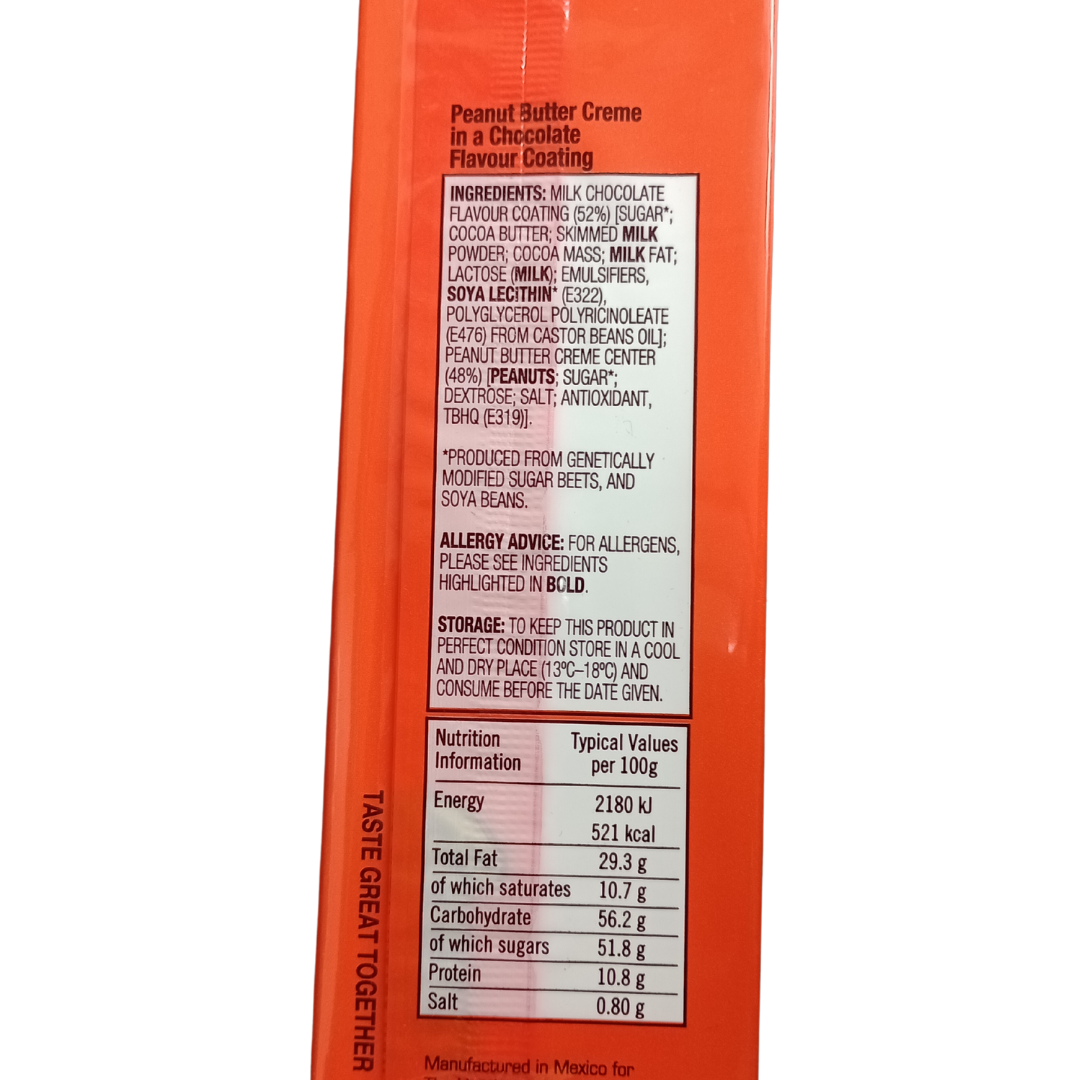 Peanut Butter Creme
in a Chocolate
Flavour Coating
INGREDIENTS: MILK CHOCOLATE
FLAVOUR COATING (52%) [SUGAR*;
COCOA BUTTER; SKIMMED MILK
POWDER; COCOA MASS; MILK FAT;
LACTOSE (MILK); EMULSIFIERS,
SOYA LECITHIN* (E322),
POLYGLYCEROL POLYRICINOLEATE
(E476) FROM CASTOR BEANS OIL];
PEANUT BUTTER CREME CENTER
(48%) [PEANUTS; SUGAR*;
DEXTROSE; SALT; ANTIOXIDANT,
TBHQ (E319)].
*PRODUCED FROM GENETICALLY
MODIFIED SUGAR BEETS, AND
SOYA BEANS.
ALLERGY ADVICE: FOR ALLERGENS,
PLEASE SEE INGREDIENTS
HIGHLIGHTED IN BOLD.
STORAGE: TO KEEP THIS PRODUCT IN
PERFECT CONDITION STORE IN A COOL
AND DRY PLACE (13ºC–18ºC) AND
CONSUME BEFORE THE DATE GIVEN.
Nutrition Information Typical Values per 100g
Energy 2180 kJ
521 kcal
Total Fat 29.3 g
of which saturates 10.7 g
Carbohydrate 56.2 g
of which sugars 51.8 g
Protein 10.8 g
Salt 0.80 g
Manufactured in Mexico for
TASTE GREAT TOGETHER